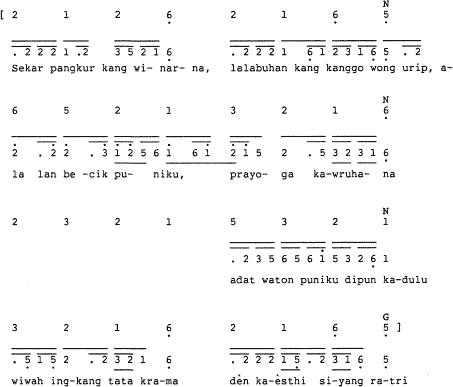 N
[ 2 1 2 6 2 1 6 5
. 2 2 2 1 . 2 3 5 2 1 6 . 2 2 2 1 6 1 2 3 1 6 5 . 2
Sekar pangkur kang wi- nar- na, lalabuhan kang kanggo wong urip, a-
N
6 5 2 1 3 2 1 6
2 . 2 2 . 3 1 2 5 6 1 6 1 2 1 5 2 . 5 3 2 3 1 6
la lan be -cik pu- niku, prayo- ga ka-wruha- na
N
2 3 2 1 5 3 2 1
. 2 3 5 6 5 6 1 5 3 2 6 1
adat waton puniku dipun ka-dulu
G
3 2 1 6 2 1 6 5 ]
. 5 1 5 2 . 2 3 2 1 6 . 2 2 2 1 5 . 2 3 1 6 5
wiwah ing-kang tata kra-ma dèn ka-èsthi si-yang ra-tri